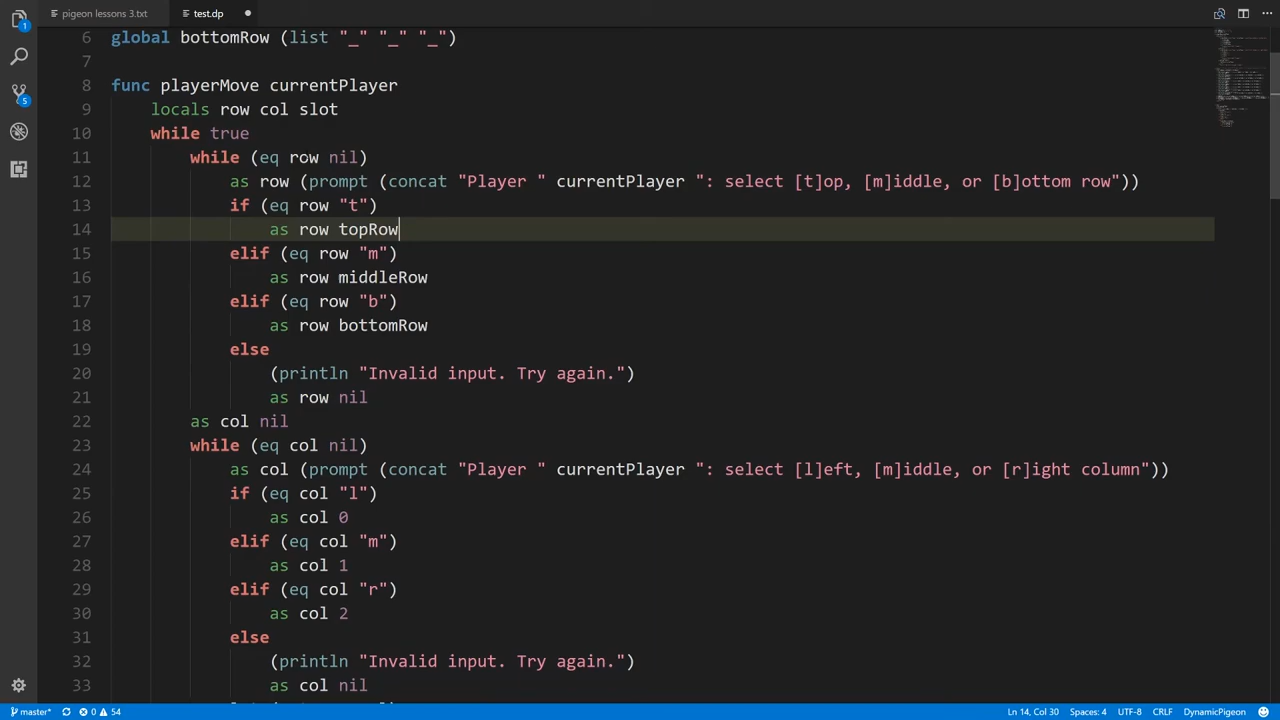 pigeon lessons 3.txt
test.dp
1
5
6 global bottomRow (list "_" "_" "_")
7
8 func playerMove currentPlayer
9 locals row col slot
10 while true
11 while (eq row nil)
12 as row (prompt (concat "Player " currentPlayer ": select [t]op, [m]iddle, or [b]ottom row"))
13 if (eq row "t")
14 as row topRow
15 elif (eq row "m")
16 as row middleRow
17 elif (eq row "b")
18 as row bottomRow
19 else
20 (println "Invalid input. Try again.")
21 as row nil
22 as col nil
23 while (eq col nil)
24 as col (prompt (concat "Player " currentPlayer ": select [l]eft, [m]iddle, or [r]ight column"))
25 if (eq col "l")
26 as col 0
27 elif (eq col "m")
28 as col 1
29 elif (eq col "r")
30 as col 2
31 else
32 (println "Invalid input. Try again.")
33 as col nil
master* 0 54 Ln 14, Col 30 Spaces: 4 UTF-8 CRLF DynamicPigeon